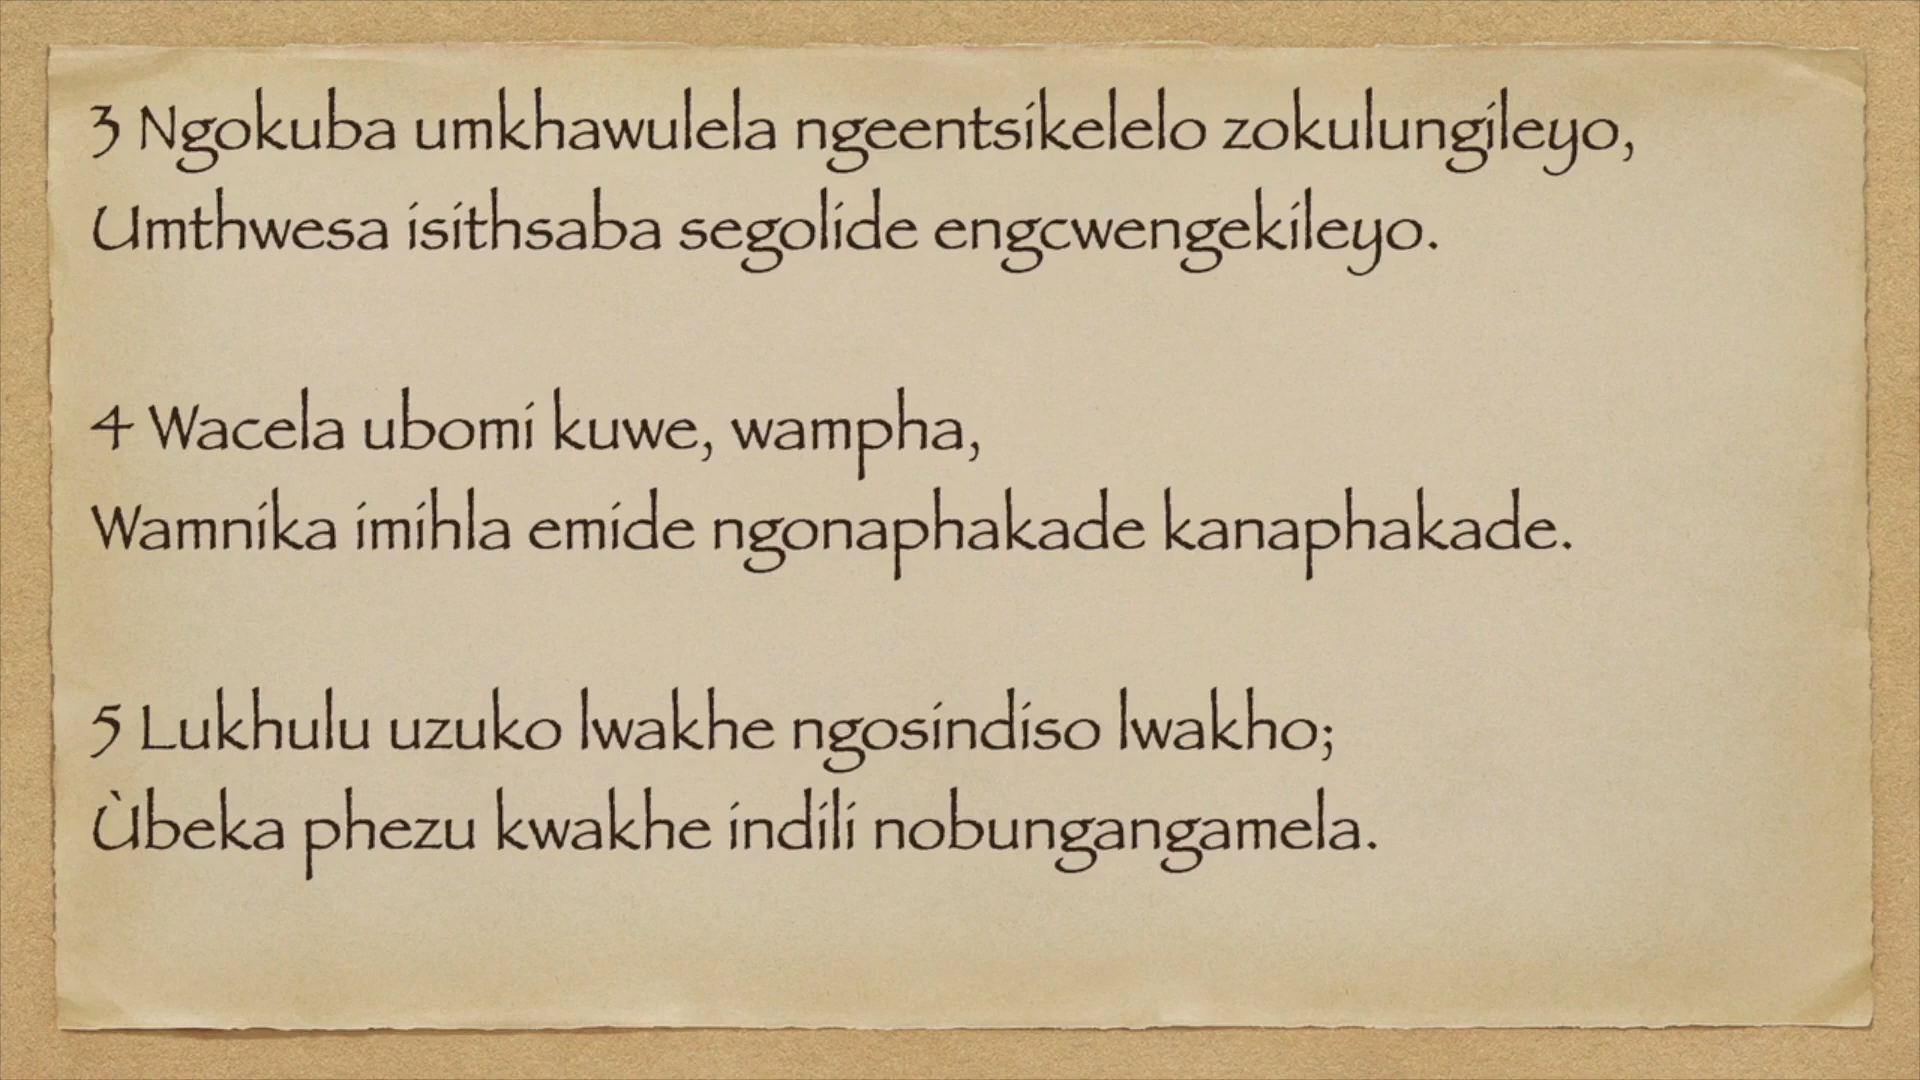 3 Ngokuba umkhawulela ngeentsikelelo zokulungileyo,
Umthwesa isithsaba segolide engcwengekileyo.
4 Wacela ubomi kuwe, wampha,
Wamnika imihla emide ngonaphakade kanaphakade.
5 Lukhulu uzuko lwakhe ngosindiso lwakho;
Ùbeka phezu kwakhe indili nobungangamela.